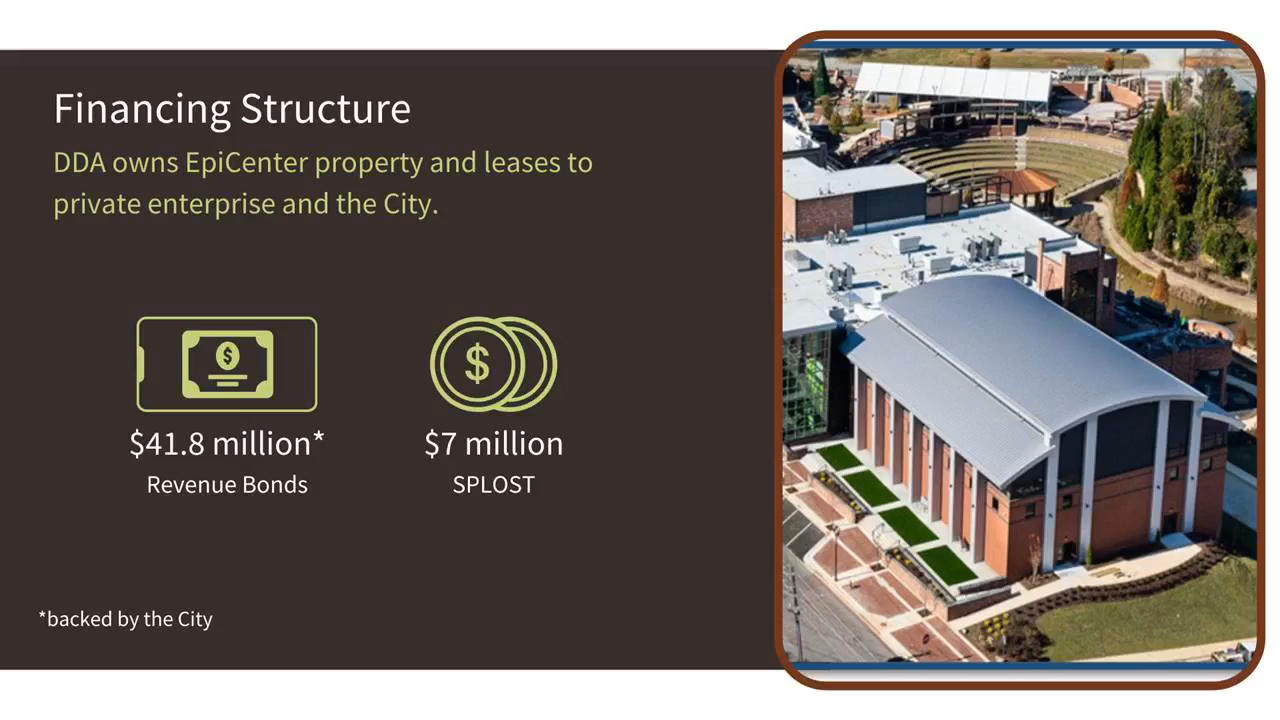 Financing Structure
DDA owns EpiCenter property and leases to
private enterprise and the City.
$
$
$41.8 million*
$7 million
Revenue Bonds
SPLOST
*backed by the City